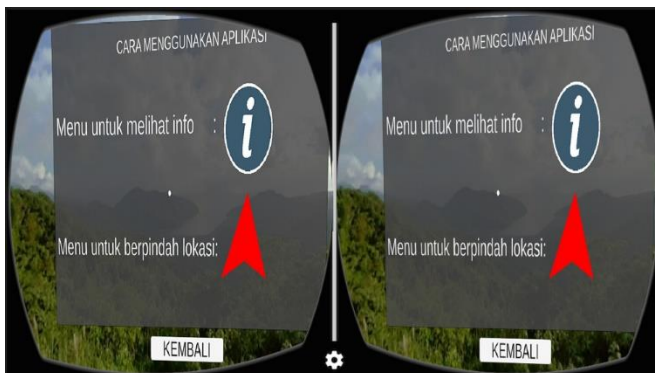 CARA MENGGUNAKAN APLIKASI
Menu untuk melihat info : i
Menu untuk berpindah lokasi:
KEMBALI
CARA MENGGUNAKAN APLIKASI
Menu untuk melihat info : i
Menu untuk berpindah lokasi:
KEMBALI